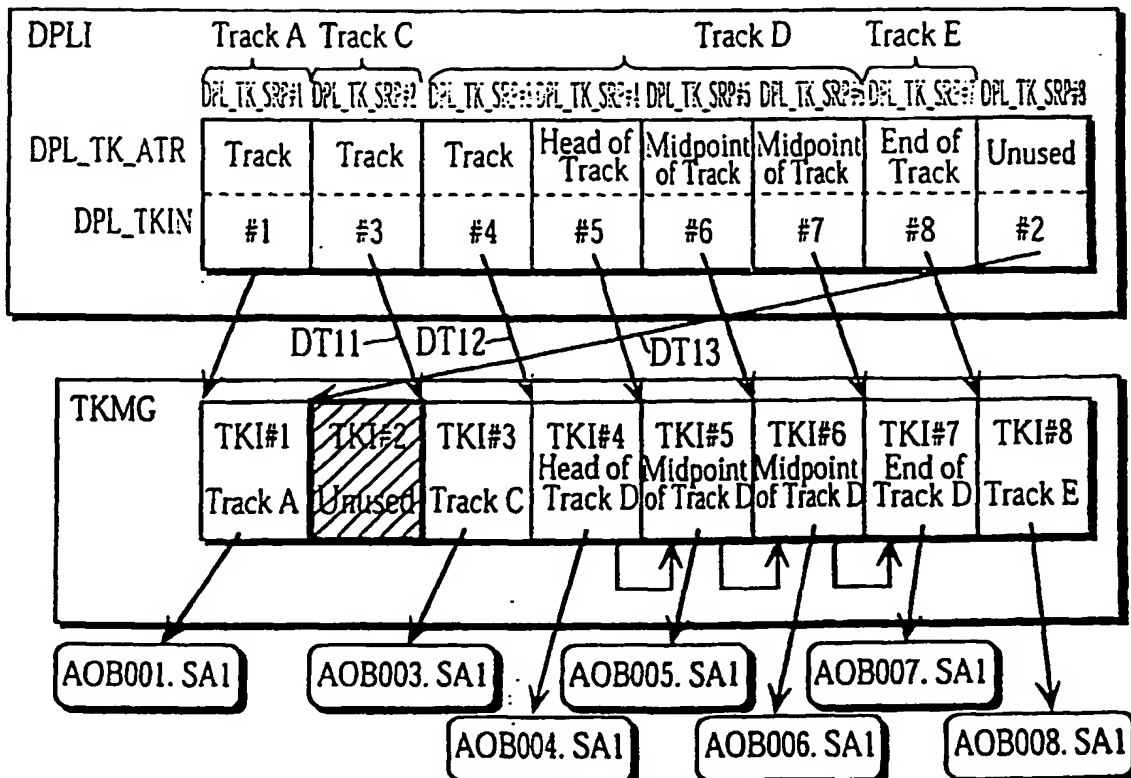 DPLI Track A Track C Track D Track E
DPL_TK_SRP#1 DPL_TK_SRP#2 DPL_TK_SRP#4 DPL_TK_SRP#5 DPL_TK_SRP#8
DPL_TK_ATR Track Track Track Head of Track Midpoint of Track Midpoint of Track End of Track Unused
DPL_TKIN #1 #3 #4 #5 #6 #7 #8 #2
DT11 DT12 DT13
TKMG
TKI#1 TKI#2 TKI#3 TKI#4 TKI#5 TKI#6 TKI#7 TKI#8
Track A Unused Track C Head of Track D Midpoint of Track D Midpoint of Track D End of Track D Track E
AOB001. SA1 AOB003. SA1 AOB005. SA1 AOB007. SA1
AOB004. SA1 AOB006. SA1 AOB008. SA1